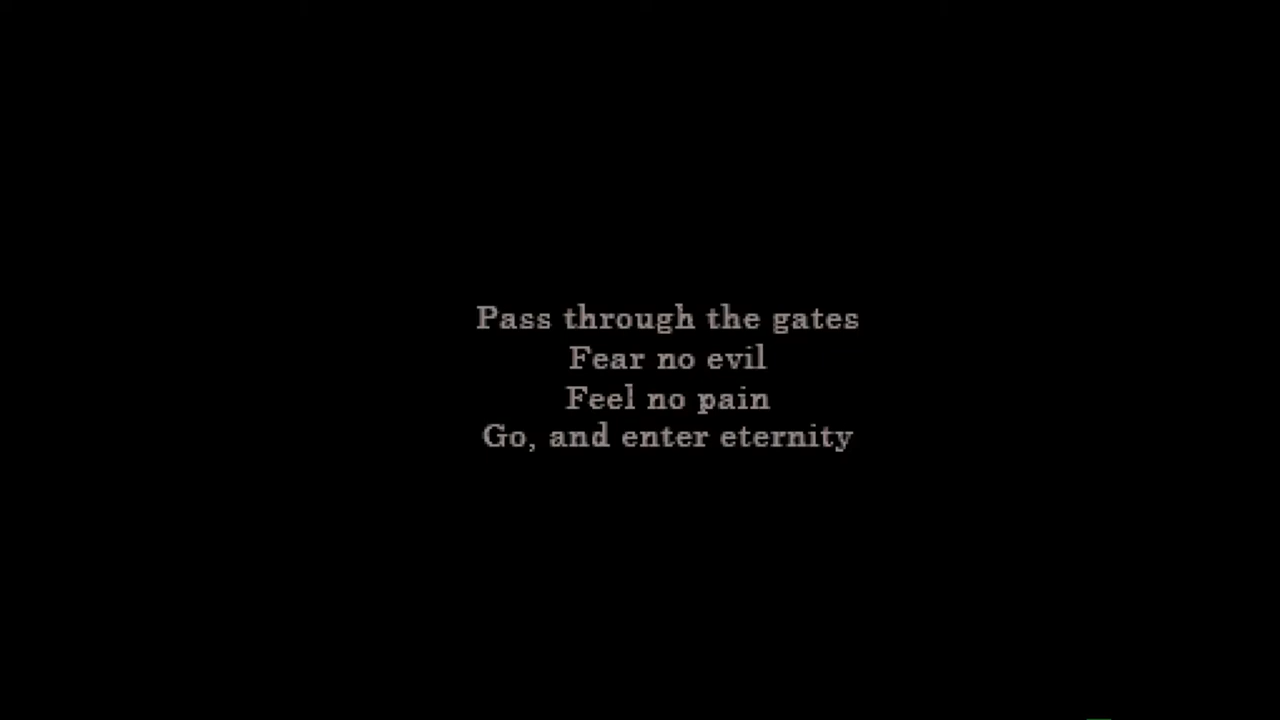 Pass through the gates
Fear no evil
Feel no pain
Go, and enter eternity